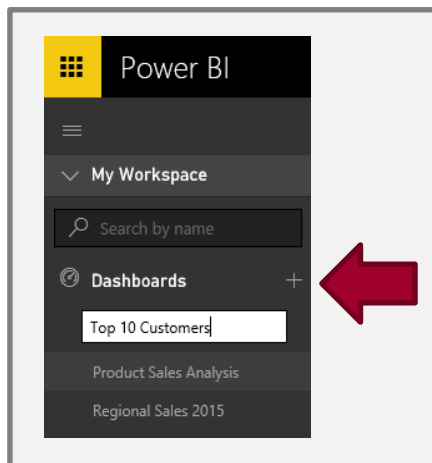 Power BI
My Workspace
Search by name
Dashboards
Top 10 Customers
Product Sales Analysis
Regional Sales 2015